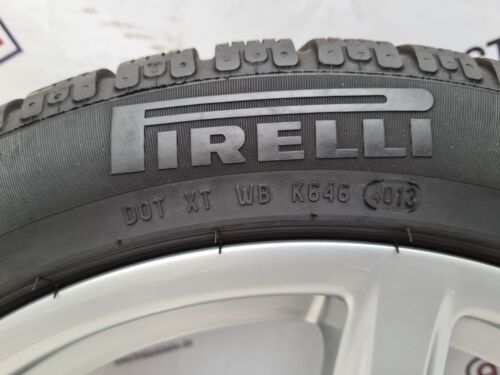 PIRELLI
DOT XT WB K646 4013